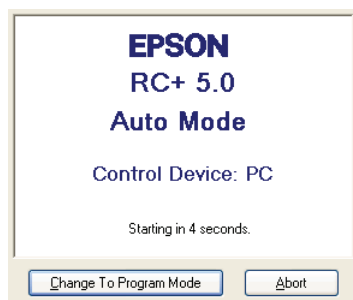 EPSON
RC+ 5.0
Auto Mode
Control Device: PC
Starting in 4 seconds.
Change To Program Mode
Abort